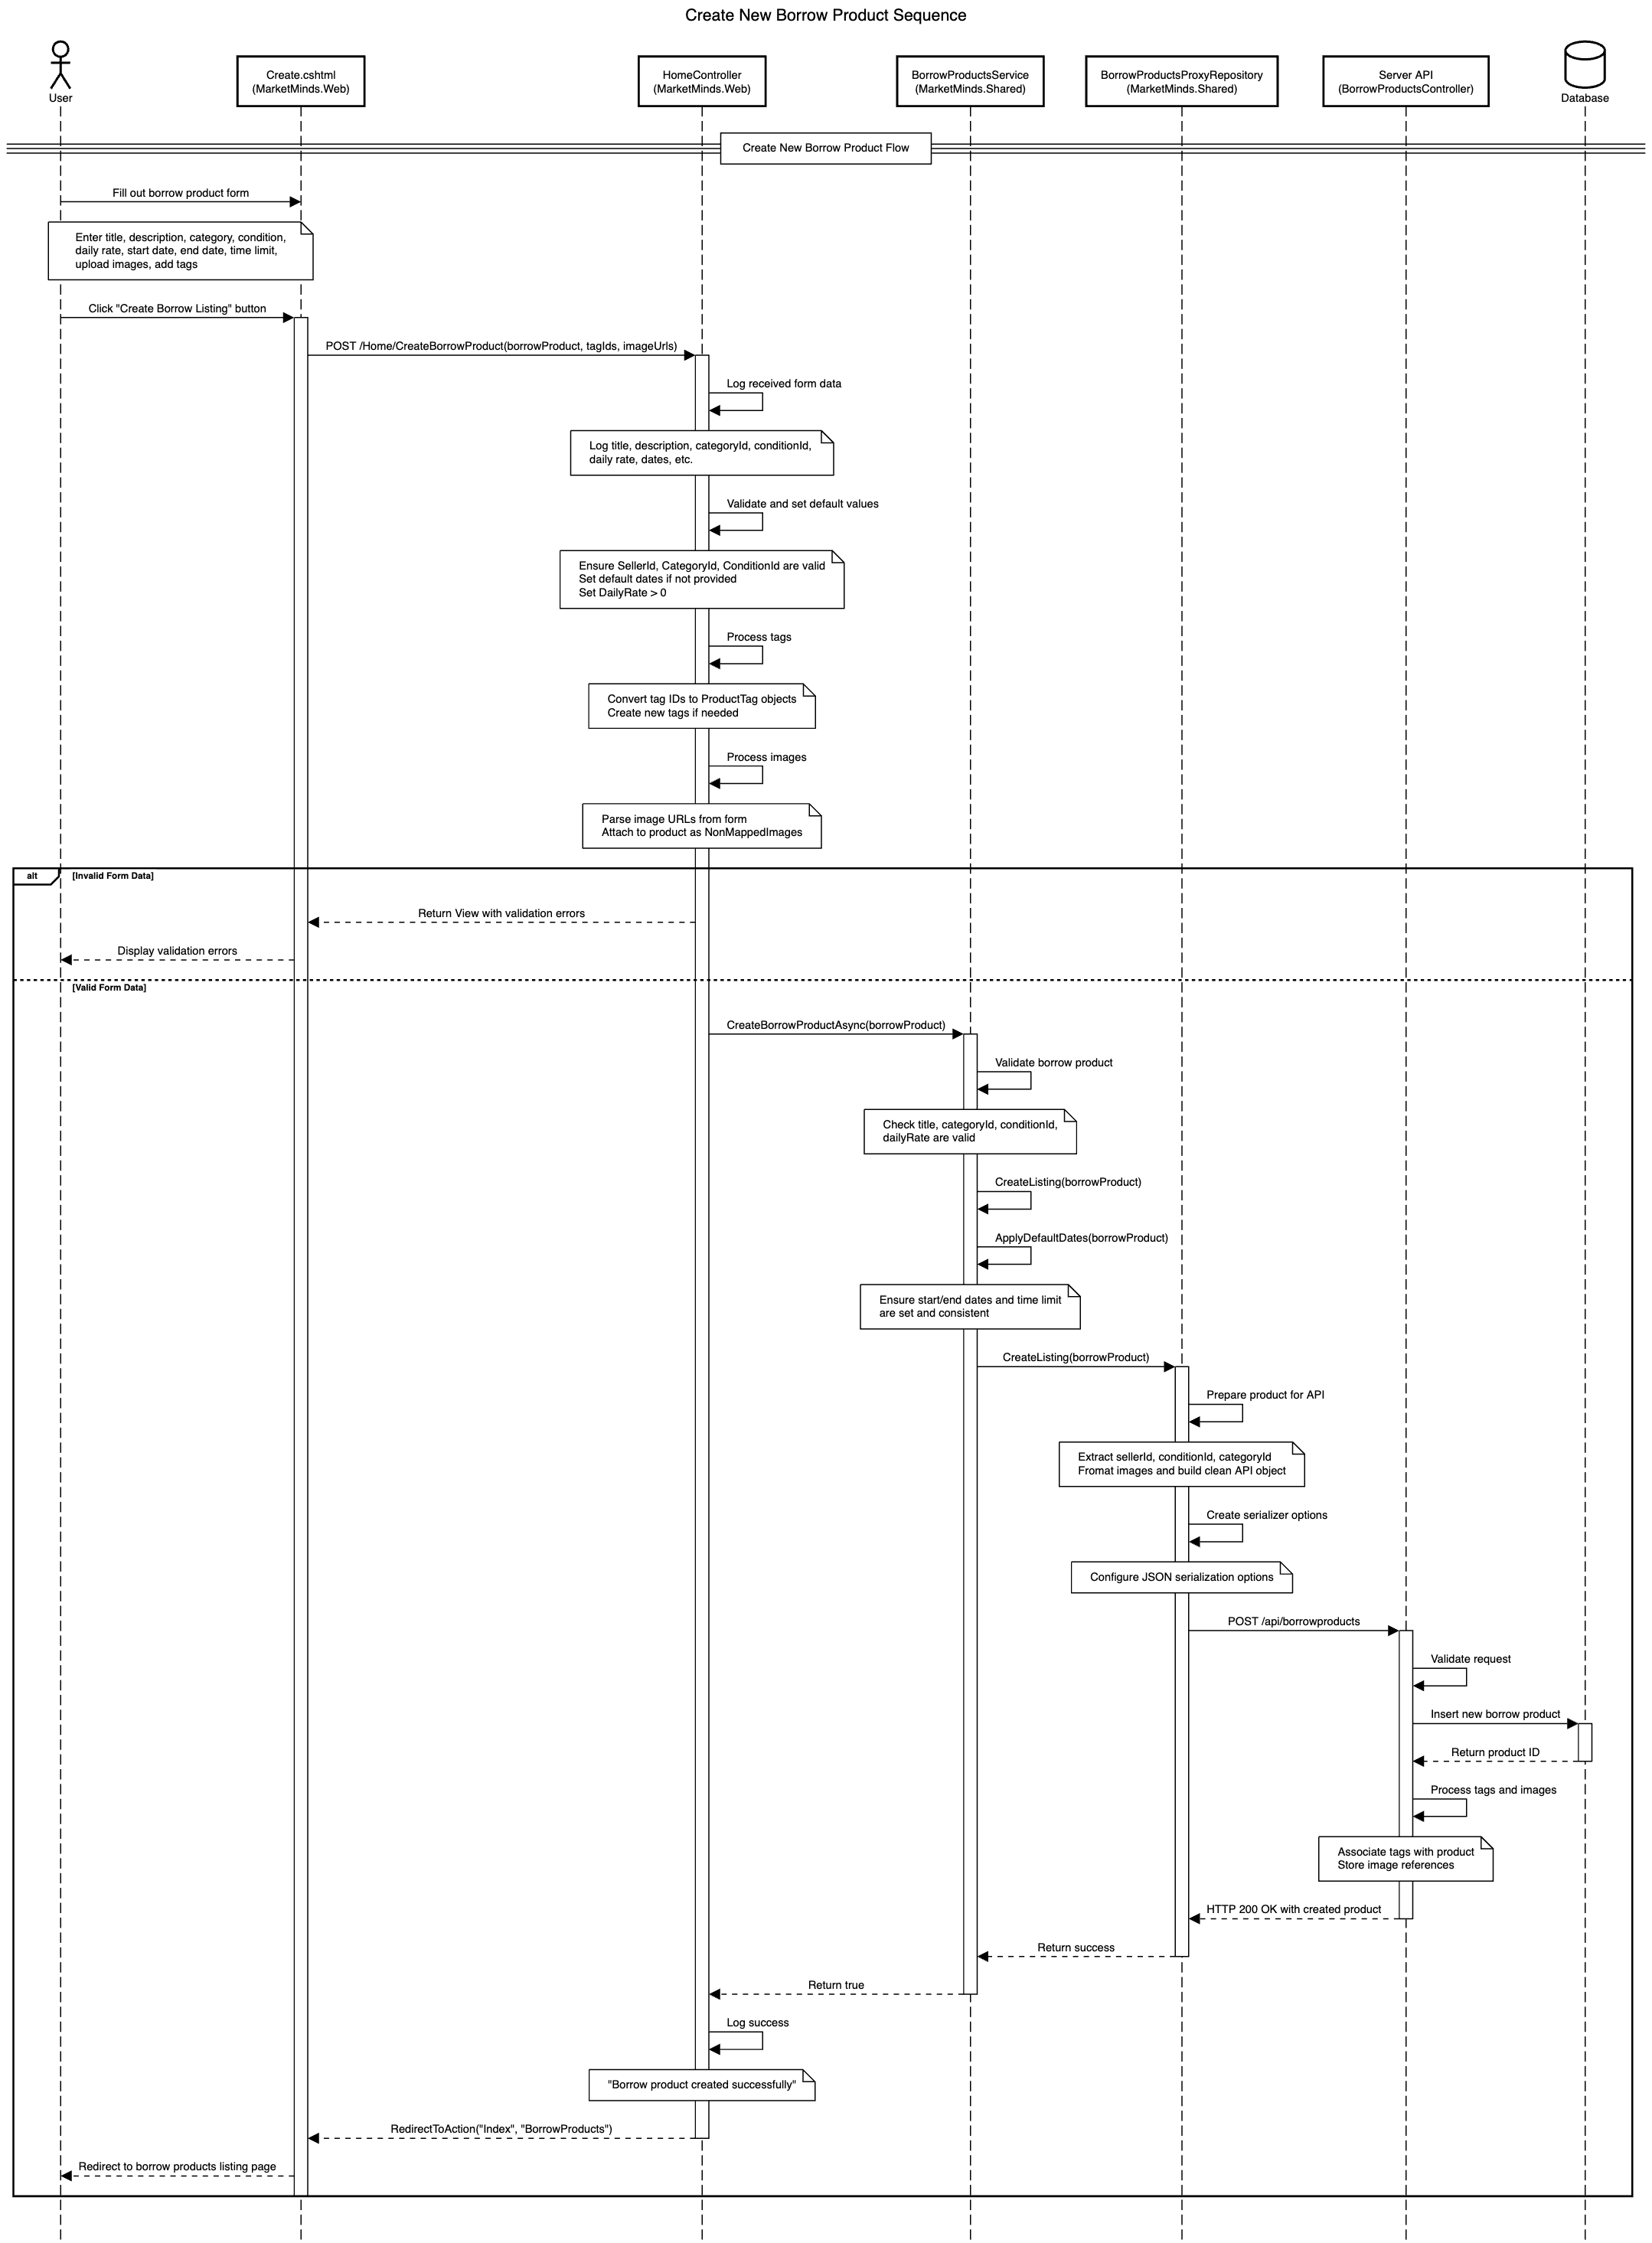 Create New Borrow Product Sequence
User
Create.cshtml
(MarketMinds.Web)
HomeController
(MarketMinds.Web)
BorrowProductsService
(MarketMinds.Shared)
BorrowProductsProxyRepository
(MarketMinds.Shared)
Server API
(BorrowProductsController)
Database
Create New Borrow Product Flow
Fill out borrow product form
Enter title, description, category, condition,
daily rate, start date, end date, time limit,
upload images, add tags
Click "Create Borrow Listing" button
POST /Home/CreateBorrowProduct(borrowProduct, tagIds, imageUrls)
Log received form data
Log title, description, categoryId, conditionId,
daily rate, dates, etc.
Validate and set default values
Ensure SellerId, CategoryId, ConditionId are valid
Set default dates if not provided
Set DailyRate > 0
Process tags
Convert tag IDs to ProductTag objects
Create new tags if needed
Process images
Parse image URLs from form
Attach to product as NonMappedImages
alt
[Invalid Form Data]
Return View with validation errors
Display validation errors
[Valid Form Data]
CreateBorrowProductAsync(borrowProduct)
Validate borrow product
Check title, categoryId, conditionId,
dailyRate are valid
CreateListing(borrowProduct)
ApplyDefaultDates(borrowProduct)
Ensure start/end dates and time limit
are set and consistent
CreateListing(borrowProduct)
Prepare product for API
Extract sellerId, conditionId, categoryId
Fromat images and build clean API object
Create serializer options
Configure JSON serialization options
POST /api/borrowproducts
Validate request
Insert new borrow product
Return product ID
Process tags and images
Associate tags with product
Store image references
HTTP 200 OK with created product
Return success
Return true
Log success
"Borrow product created successfully"
RedirectToAction("Index", "BorrowProducts")
Redirect to borrow products listing page